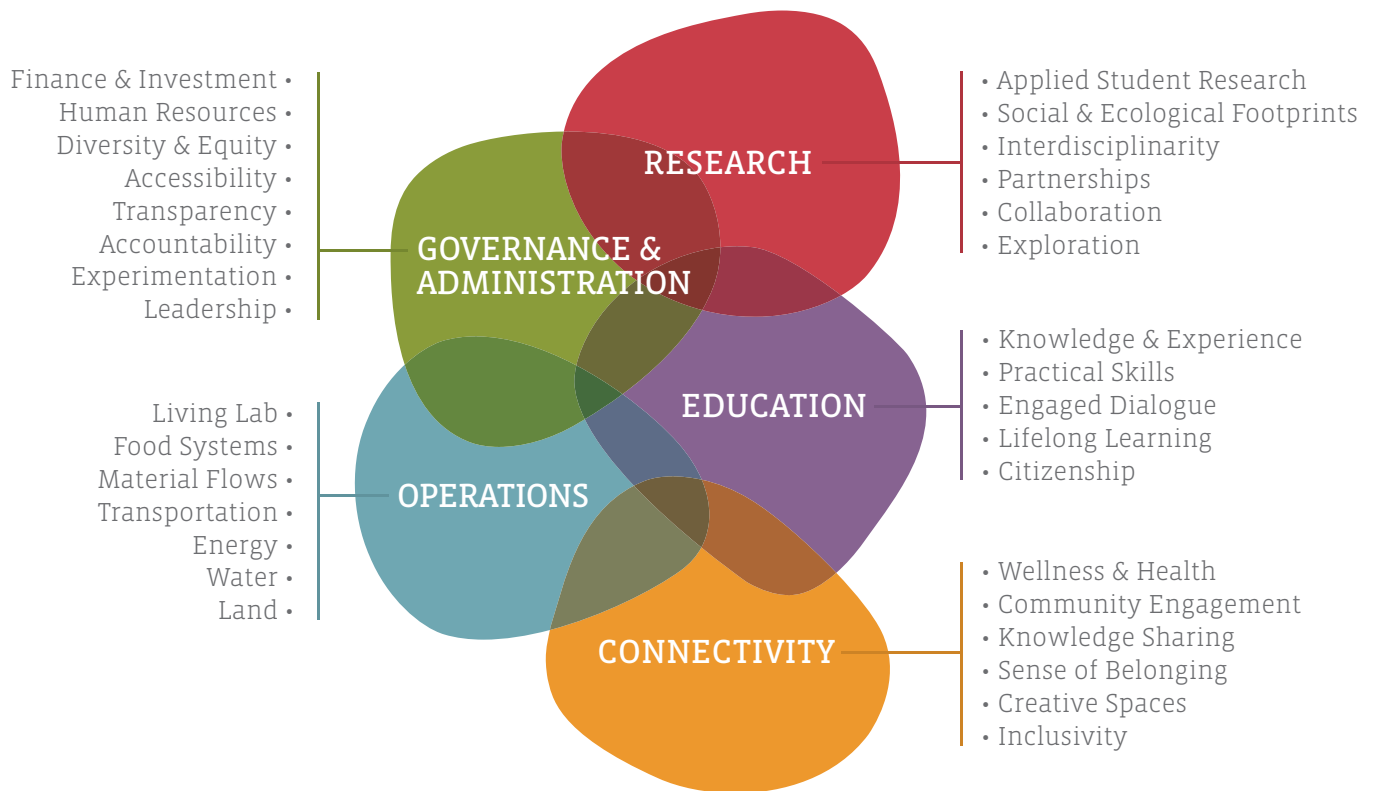 Finance & Investment •
Human Resources •
Diversity & Equity •
Accessibility •
Transparency •
Accountability •
Experimentation •
Leadership •
GOVERNANCE &
ADMINISTRATION
Living Lab •
Food Systems •
Material Flows •
Transportation •
Energy •
Water •
Land •
OPERATIONS
RESEARCH
• Applied Student Research
• Social & Ecological Footprints
• Interdisciplinarity
• Partnerships
• Collaboration
• Exploration
EDUCATION
• Knowledge & Experience
• Practical Skills
• Engaged Dialogue
• Lifelong Learning
• Citizenship
CONNECTIVITY
• Wellness & Health
• Community Engagement
• Knowledge Sharing
• Sense of Belonging
• Creative Spaces
• Inclusivity